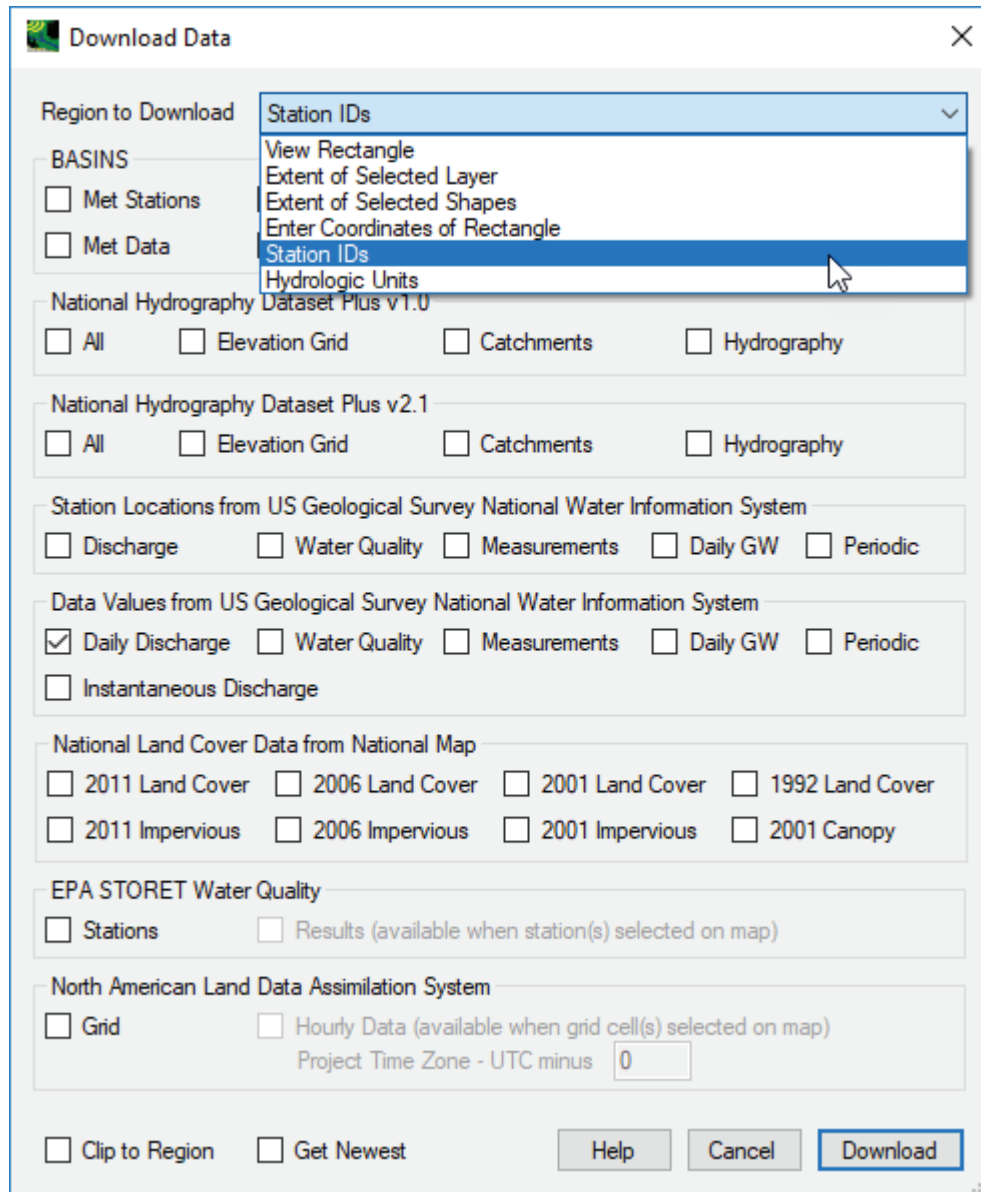 Download Data
Region to Download Station IDs
View Rectangle
Extent of Selected Layer
Extent of Selected Shapes
Enter Coordinates of Rectangle
Station IDs
Hydrologic Units
BASINS
Met Stations
Met Data
National Hydrography Dataset Plus v1.0
All Elevation Grid Catchments Hydrography
National Hydrography Dataset Plus v2.1
All Elevation Grid Catchments Hydrography
Station Locations from US Geological Survey National Water Information System
Discharge Water Quality Measurements Daily GW Periodic
Data Values from US Geological Survey National Water Information System
Daily Discharge Water Quality Measurements Daily GW Periodic
Instantaneous Discharge
National Land Cover Data from National Map
2011 Land Cover 2006 Land Cover 2001 Land Cover 1992 Land Cover
2011 Impervious 2006 Impervious 2001 Impervious 2001 Canopy
EPA STORET Water Quality
Stations Results (available when station(s) selected on map)
North American Land Data Assimilation System
Grid Hourly Data (available when grid cell(s) selected on map)
Project Time Zone - UTC minus 0
Clip to Region Get Newest Help Cancel Download